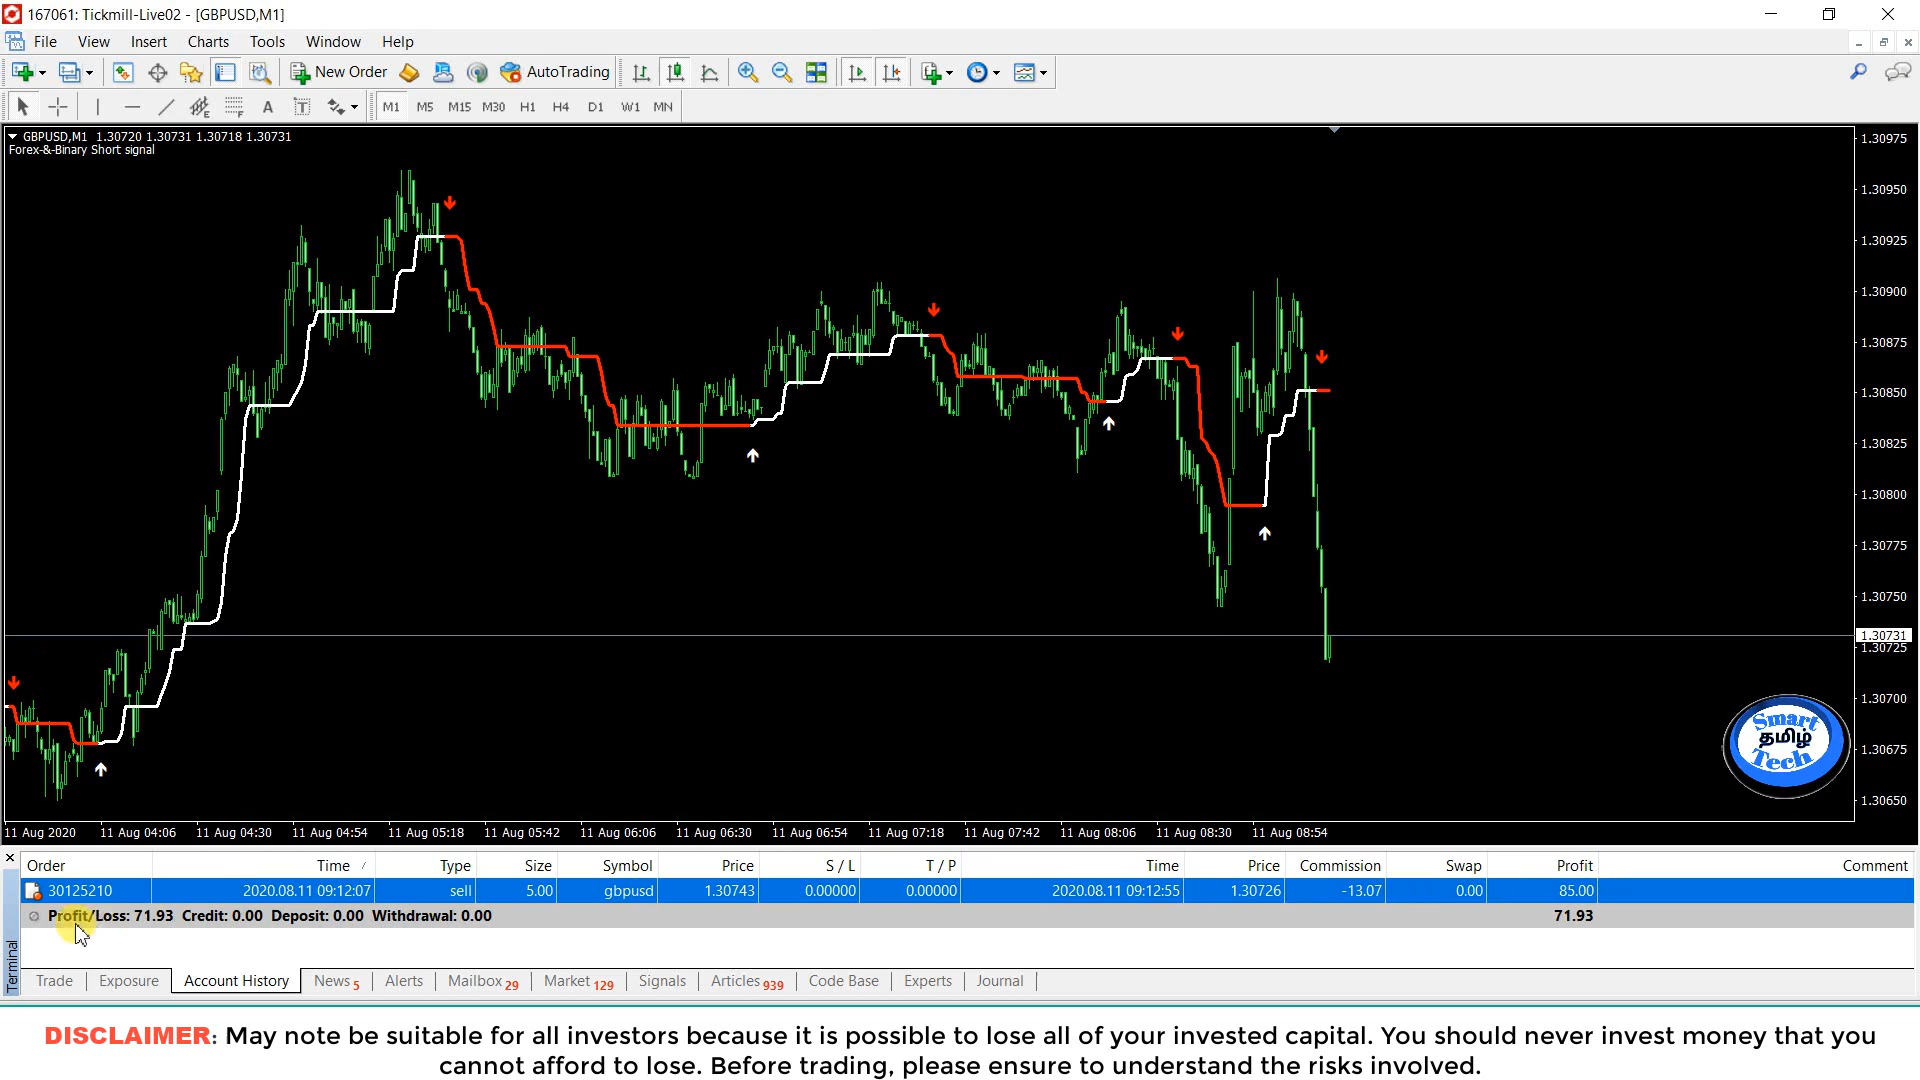 167061: Tickmill-Live02 - [GBPUSD,M1]
File View Insert Charts Tools Window Help
New Order AutoTrading
A T M1 M5 M15 M30 H1 H4 D1 W1 MN
GBPUSD,M1 1.30720 1.30731 1.30718 1.30731
Forex-&-Binary Short signal
1.30975
1.30950
1.30925
1.30900
1.30875
1.30850
1.30825
1.30800
1.30775
1.30750
1.30731
1.30725
1.30700
1.30675
1.30650
Smart
தமிழ்
Tech
11 Aug 2020 11 Aug 04:06 11 Aug 04:30 11 Aug 04:54 11 Aug 05:18 11 Aug 05:42 11 Aug 06:06 11 Aug 06:30 11 Aug 06:54 11 Aug 07:18 11 Aug 07:42 11 Aug 08:06 11 Aug 08:30 11 Aug 08:54
Order Time / Type Size Symbol Price S / L T / P Time Price Commission Swap Profit Comment
30125210 2020.08.11 09:12:07 sell 5.00 gbpusd 1.30743 0.00000 0.00000 2020.08.11 09:12:55 1.30726 -13.07 0.00 85.00
Profit/Loss: 71.93 Credit: 0.00 Deposit: 0.00 Withdrawal: 0.00 71.93
Terminal
Trade Exposure Account History News 5 Alerts Mailbox 29 Market 129 Signals Articles 939 Code Base Experts Journal
DISCLAIMER: May note be suitable for all investors because it is possible to lose all of your invested capital. You should never invest money that you
cannot afford to lose. Before trading, please ensure to understand the risks involved.